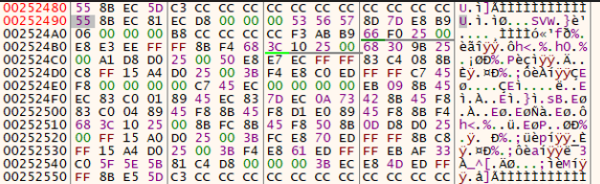 00252480 55 8B EC 5D C3 CC CC CC CC CC CC CC CC CC CC CC U.ì]ÃÌÌÌÌÌÌÌÌÌÌÌ
00252490 55 8B EC 81 EC D8 00 00 00 53 56 57 8D 7D E8 B9 U.ì.ìØ...SVW.}è¹
002524A0 06 00 00 00 B8 CC CC CC CC F3 AB B9 66 F0 25 00 ....¸ÌÌÌÌó«¹fð%.
002524B0 E8 E3 EE FF FF 8B F4 68 3C 10 25 00 68 30 9B 25 èãîÿÿ.ôh<.%.h0.%
002524C0 00 A1 D8 D0 25 00 50 E8 E7 EC FF FF 83 C4 08 8B .¡ØÐ%.Pèçìÿÿ.Ä..
002524D0 C8 FF 15 A4 D0 25 00 3B F4 E8 C0 ED FF FF C7 45 Èÿ.¤Ð%.;ôèÀíÿÿÇE
002524E0 F8 00 00 00 00 C7 45 EC 00 00 00 00 EB 09 8B 45 ø....ÇEì....ë..E
002524F0 EC 83 C0 01 89 45 EC 83 7D EC 0A 73 42 8B 45 F8 ì.À..Eì.}ì.sB.Eø
00252500 83 C0 04 89 45 F8 8B 45 F8 D1 E0 89 45 F8 8B F4 .À..Eø.EøÑà.Eø.ô
00252510 68 3C 10 25 00 8B FC 8B 45 F8 50 8B 0D D8 D0 25 h<.%..ü.EøP..ØÐ%
00252520 00 FF 15 A0 D0 25 00 3B FC E8 70 ED FF FF 8B C8 .ÿ. Ð%.;üèpíÿÿ.È
00252530 FF 15 A4 D0 25 00 3B F4 E8 61 ED FF FF EB AF 33 ÿ.¤Ð%.;ôèaíÿÿë¯3
00252540 C0 5F 5E 5B 81 C4 D8 00 00 00 3B EC E8 4D ED FF À_^[.ÄØ...;ìèMíÿ
00252550 FF 8B E5 5D C3 CC CC CC CC CC CC CC CC CC CC CC ÿ.å]ÃÌÌÌÌÌÌÌÌÌÌÌ